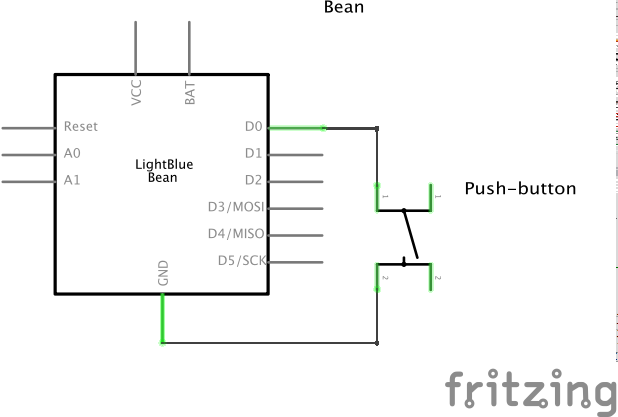 Bean
VCC
BAT
Reset
D0
A0
D1
LightBlue
Bean
A1
D2
D3/MOSI
D4/MISO
D5/SCK
GND
Push-button
1
1
2
2
fritzing